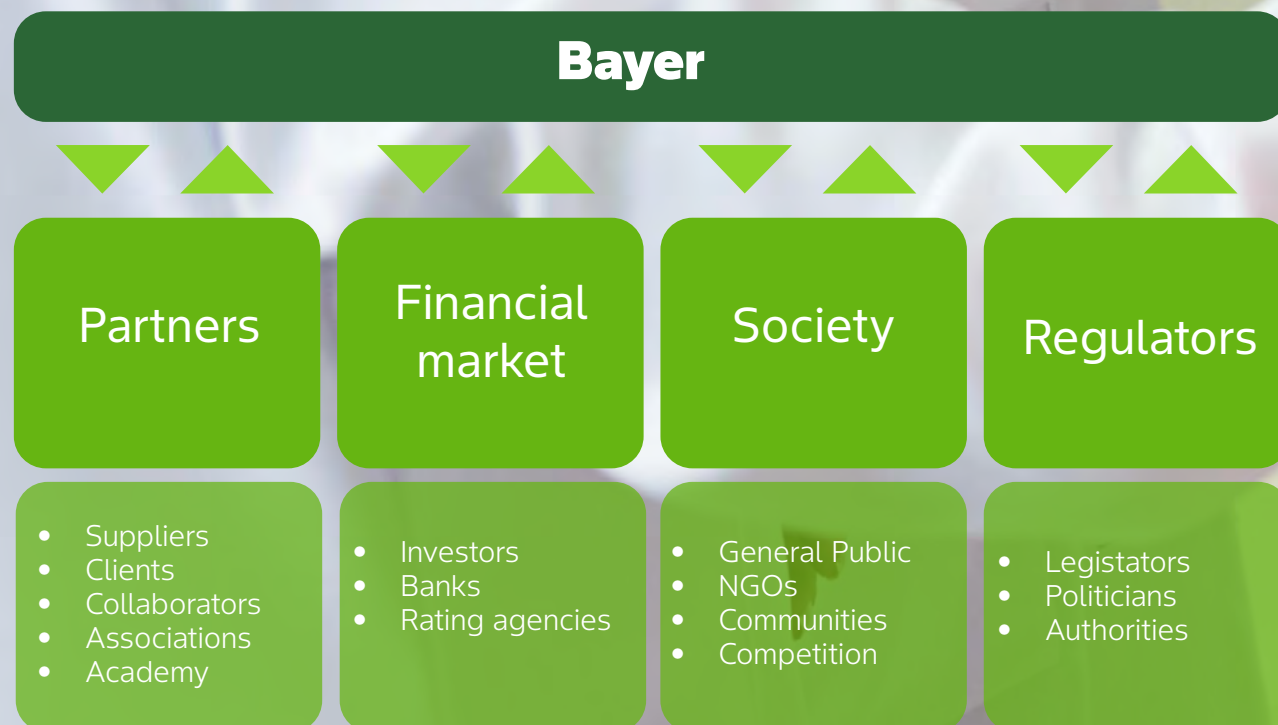 Bayer
Partners
Financial
market
Society
Regulators
• Suppliers
• Clients
• Collaborators
• Associations
• Academy
• Investors
• Banks
• Rating agencies
• General Public
• NGOs
• Communities
• Competition
• Legistators
• Politicians
• Authorities